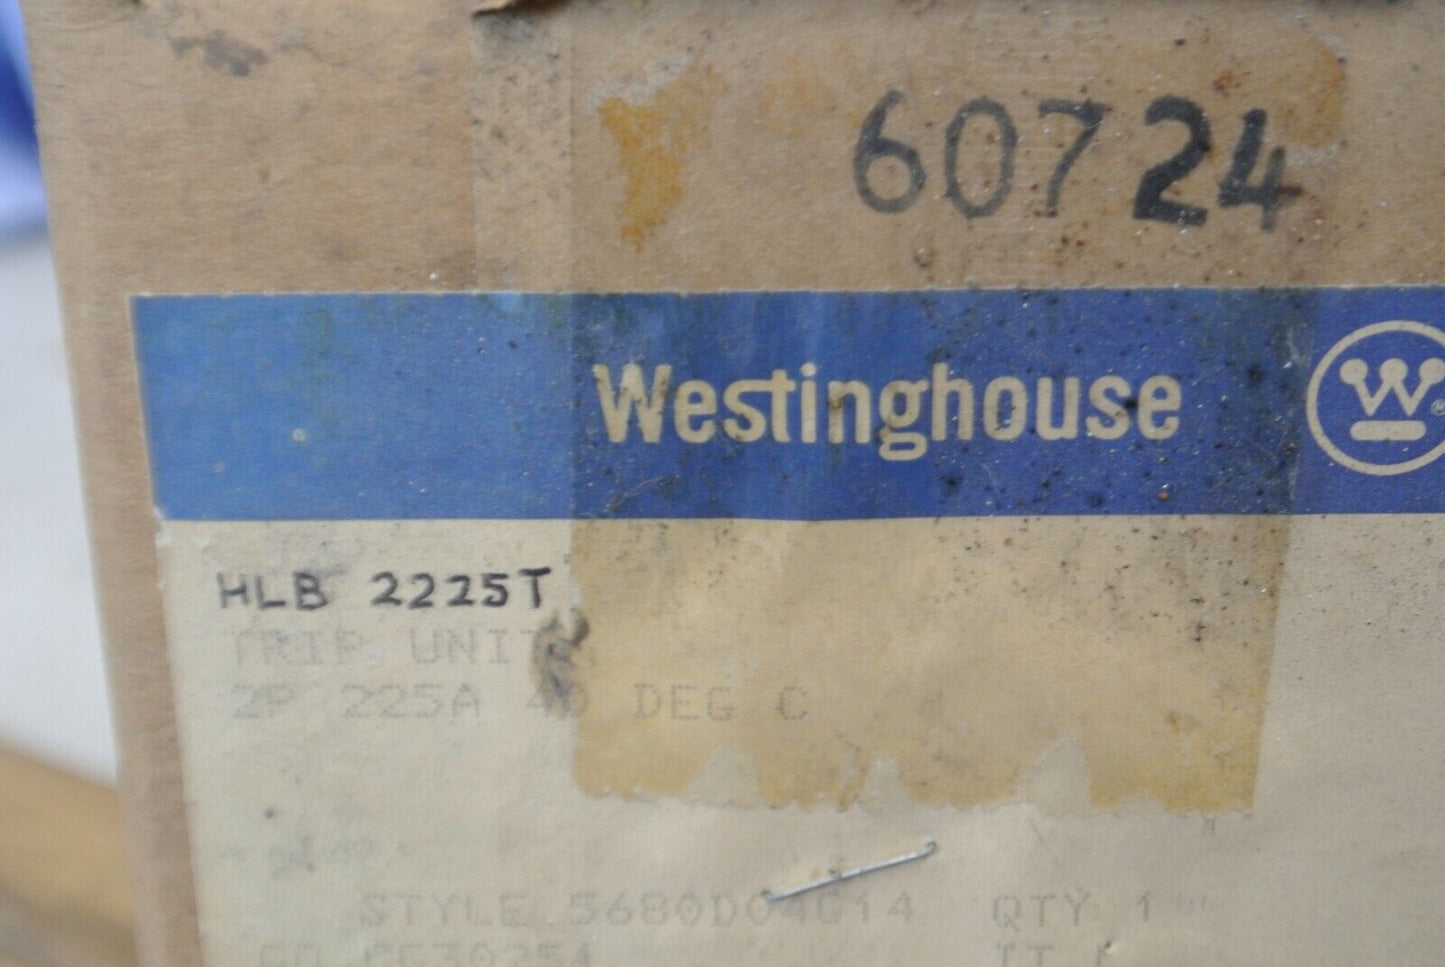 60724
Westinghouse
W ®
HLB 2225T
TRIP UNIT
2P 225A 40 DEG C
STYLE 5680D04G14 QTY 1